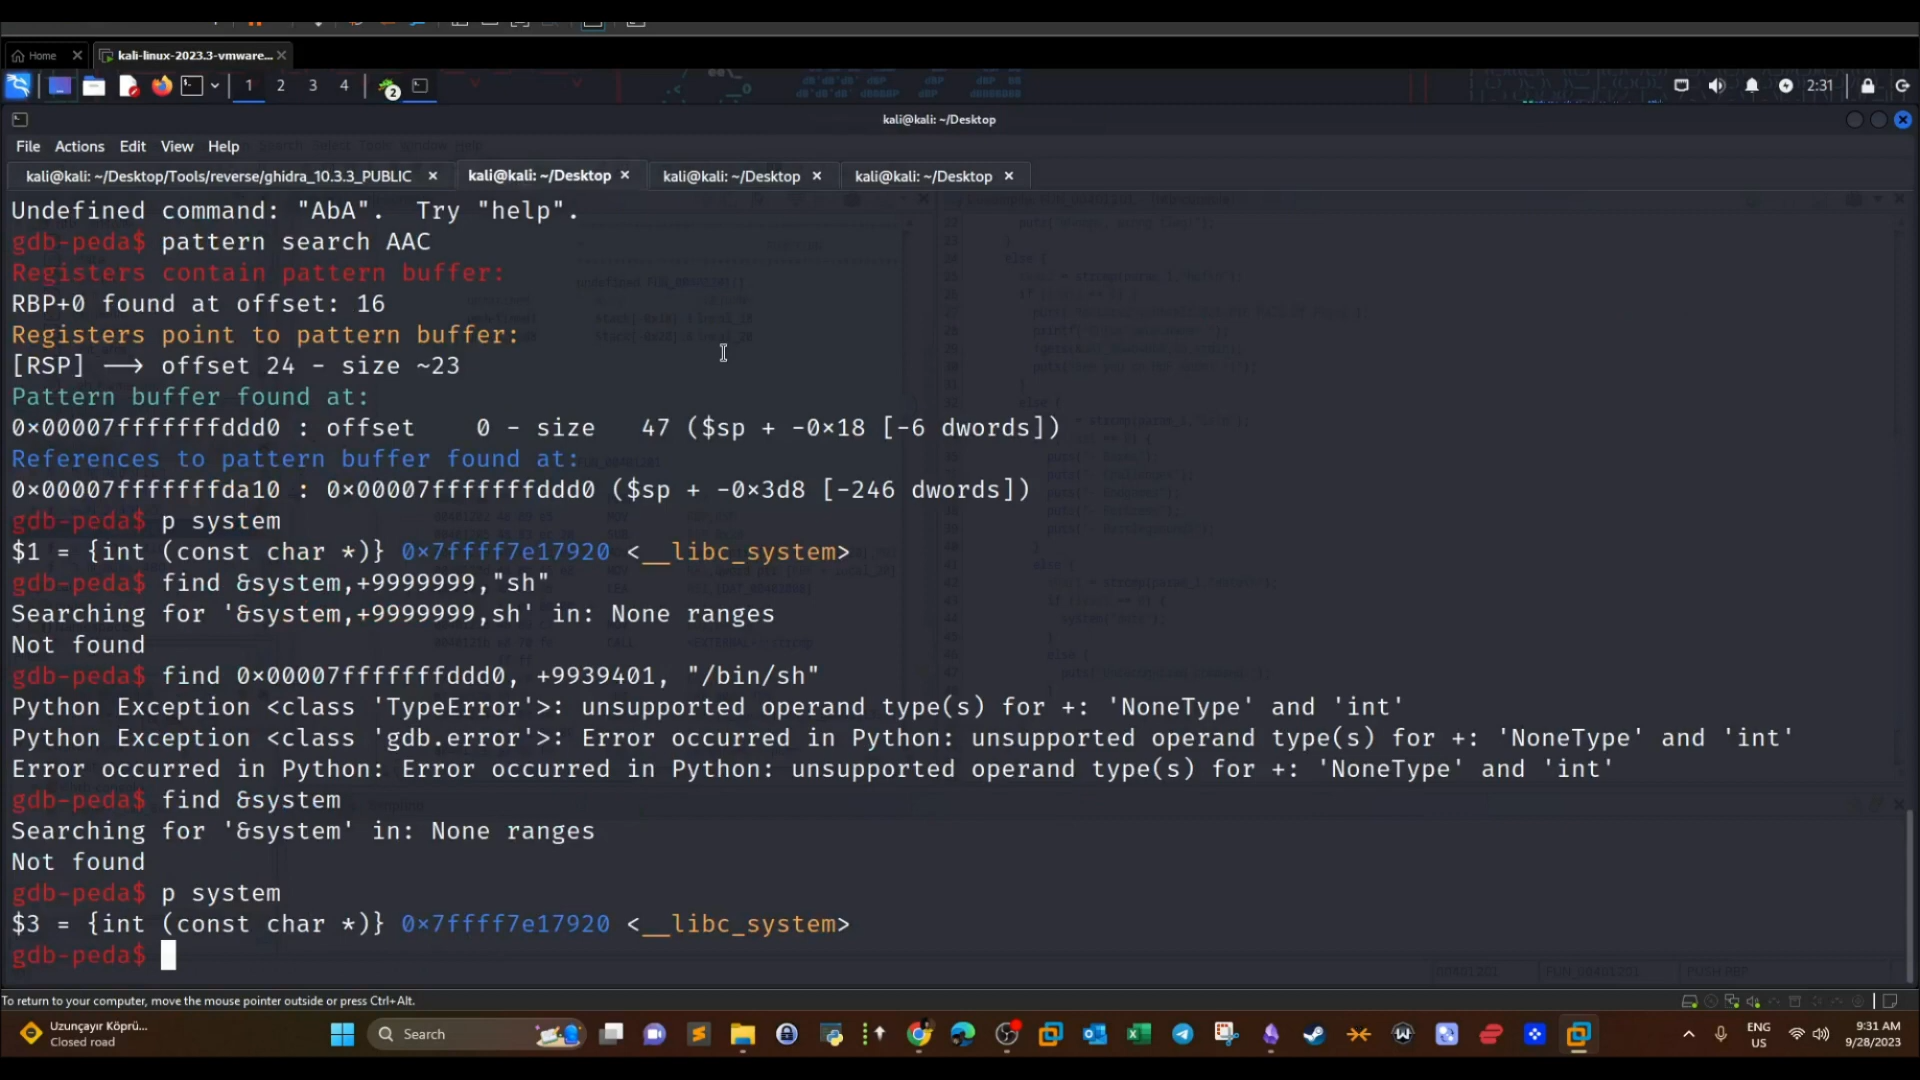 Home
kali-linux-2023.3-vmware...
1 2 3 4
2
2:31
kali@kali: ~/Desktop
File Actions Edit View Help
kali@kali: ~/Desktop/Tools/reverse/ghidra_10.3.3_PUBLIC
kali@kali: ~/Desktop
kali@kali: ~/Desktop
kali@kali: ~/Desktop
Undefined command: "AbA".  Try "help".
gdb-peda$ pattern search AAC
Registers contain pattern buffer:
RBP+0 found at offset: 16
Registers point to pattern buffer:
[RSP] --> offset 24 - size ~23
Pattern buffer found at:
0x00007fffffffddd0 : offset    0 - size   47 ($sp + -0x18 [-6 dwords])
References to pattern buffer found at:
0x00007fffffffda10 : 0x00007fffffffddd0 ($sp + -0x3d8 [-246 dwords])
gdb-peda$ p system
$1 = {int (const char *)} 0x7ffff7e17920 <__libc_system>
gdb-peda$ find &system,+9999999,"sh"
Searching for '&system,+9999999,sh' in: None ranges
Not found
gdb-peda$ find 0x00007fffffffddd0, +9939401, "/bin/sh"
Python Exception <class 'TypeError'>: unsupported operand type(s) for +: 'NoneType' and 'int'
Python Exception <class 'gdb.error'>: Error occurred in Python: unsupported operand type(s) for +: 'NoneType' and 'int'
Error occurred in Python: Error occurred in Python: unsupported operand type(s) for +: 'NoneType' and 'int'
gdb-peda$ find &system
Searching for '&system' in: None ranges
Not found
gdb-peda$ p system
$3 = {int (const char *)} 0x7ffff7e17920 <__libc_system>
gdb-peda$
To return to your computer, move the mouse pointer outside or press Ctrl+Alt.
Uzunçayır Köprü...
Closed road
Search
ENG
US
9:31 AM
9/28/2023